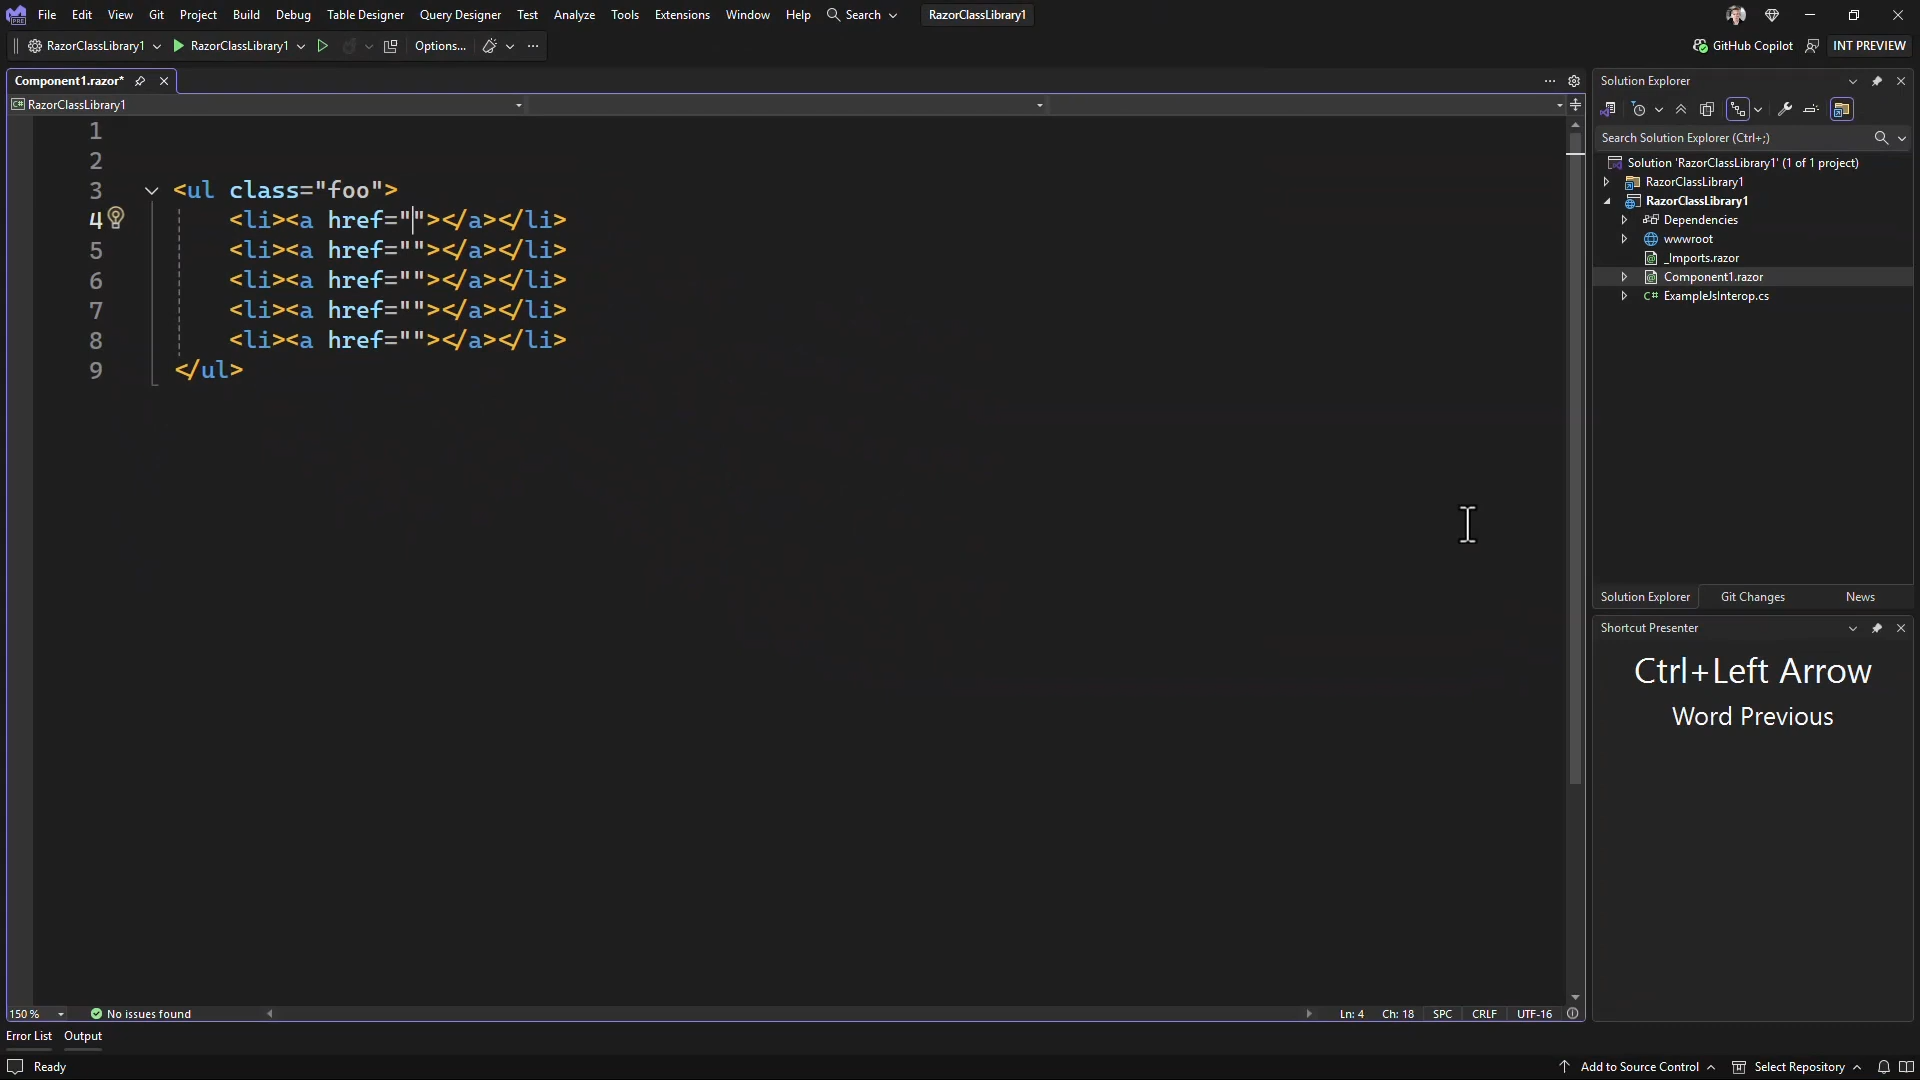 File Edit View Git Project Build Debug Table Designer Query Designer Test Analyze Tools Extensions Window Help Search RazorClassLibrary1
RazorClassLibrary1 RazorClassLibrary1 Options... GitHub Copilot INT PREVIEW
Component1.razor*
RazorClassLibrary1
1
2
3 <ul class="foo">
4 <li><a href=""></a></li>
5 <li><a href=""></a></li>
6 <li><a href=""></a></li>
7 <li><a href=""></a></li>
8 <li><a href=""></a></li>
9 </ul>
150 % No issues found Ln: 4 Ch: 18 SPC CRLF UTF-16
Solution Explorer
Search Solution Explorer (Ctrl+;)
Solution 'RazorClassLibrary1' (1 of 1 project)
RazorClassLibrary1
RazorClassLibrary1
Dependencies
wwwroot
_Imports.razor
Component1.razor
C# ExampleJsInterop.cs
Solution Explorer Git Changes News
Shortcut Presenter
Ctrl+Left Arrow
Word Previous
Error List Output
Ready Add to Source Control Select Repository